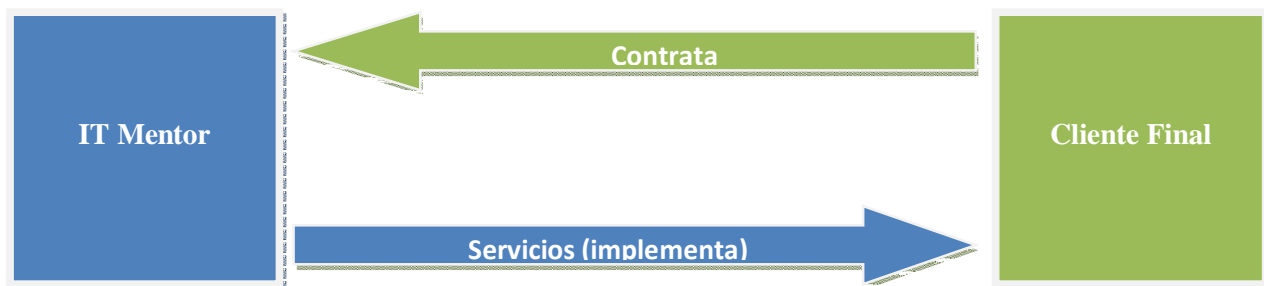 Contrata
IT Mentor
Cliente Final
Servicios (implementa)